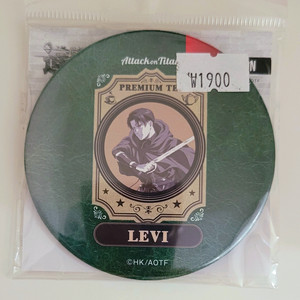 Attack on Titan
₩1900
PREMIUM TE
LEVI
©HK/AOTF